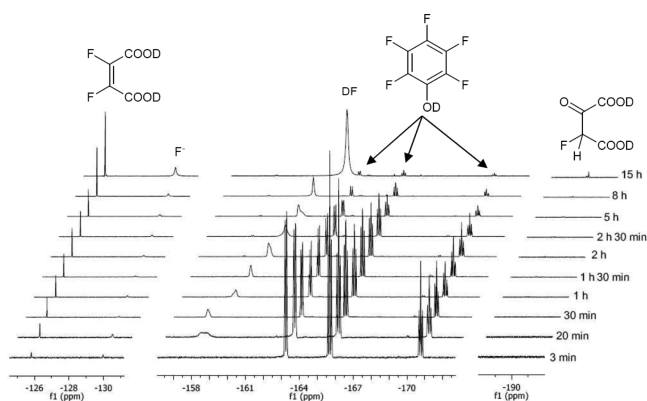 F
COOD
F
COOD
F⁻
DF
F
F
F
F
F
OD
O
COOD
F
COOD
H
15 h
8 h
5 h
2 h 30 min
2 h
1 h 30 min
1 h
30 min
20 min
3 min
-126 -128 -130
f1 (ppm)
-158 -161 -164 -167 -170
f1 (ppm)
-190
f1 (ppm)